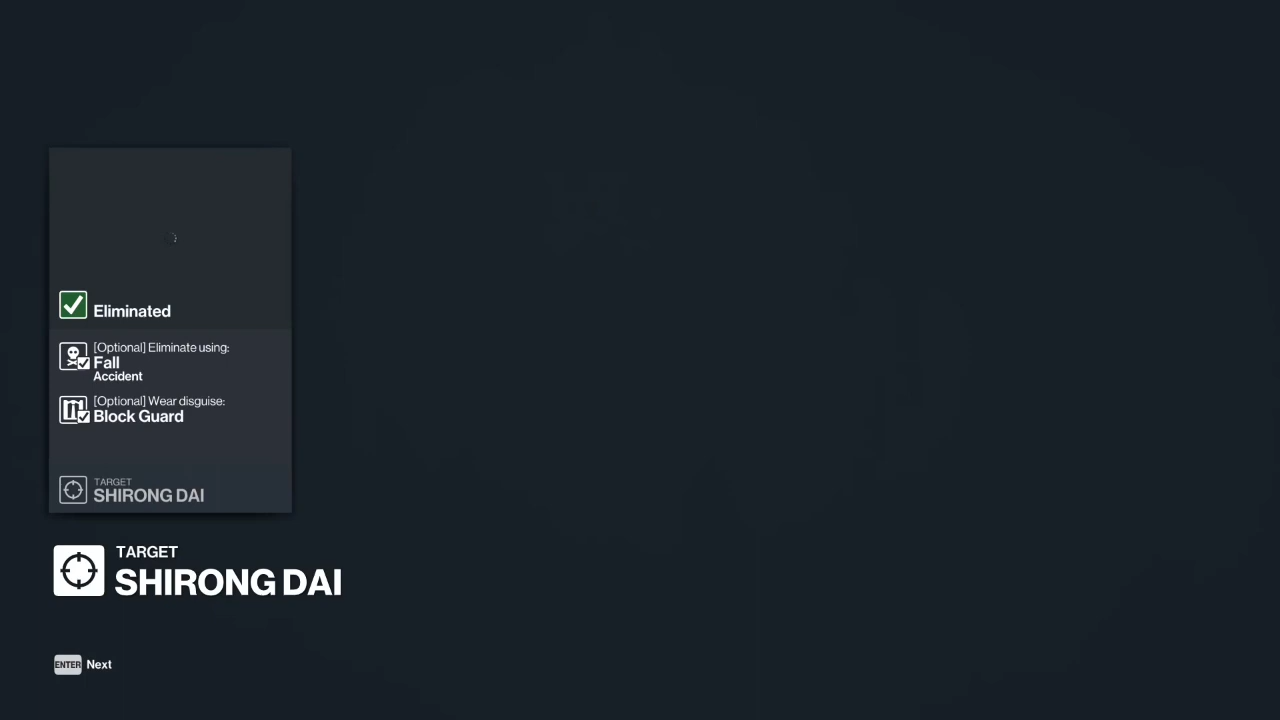 Eliminated
[Optional] Eliminate using:
Fall
Accident
[Optional] Wear disguise:
Block Guard
TARGET
SHIRONG DAI
TARGET
SHIRONG DAI
ENTER Next